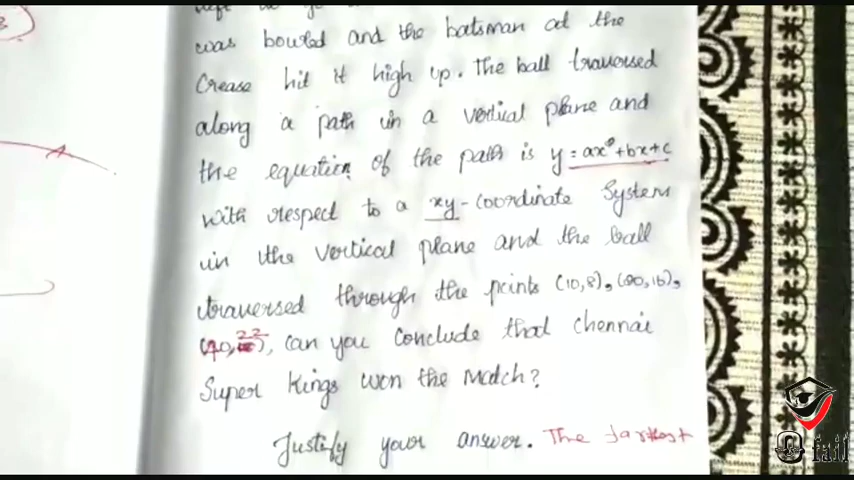 was bowled and the batsman at the
Crease hit it high up. The ball traversed
along a path in a vertical plane and
the equation of the path is y = ax²+bx+c
with respect to a xy-coordinate System
in the vertical plane and the ball
traversed through the points (10,8), (20,16),
(40,22), can you conclude that Chennai
Super Kings won the Match?
Justify your answer. The farthest
fail